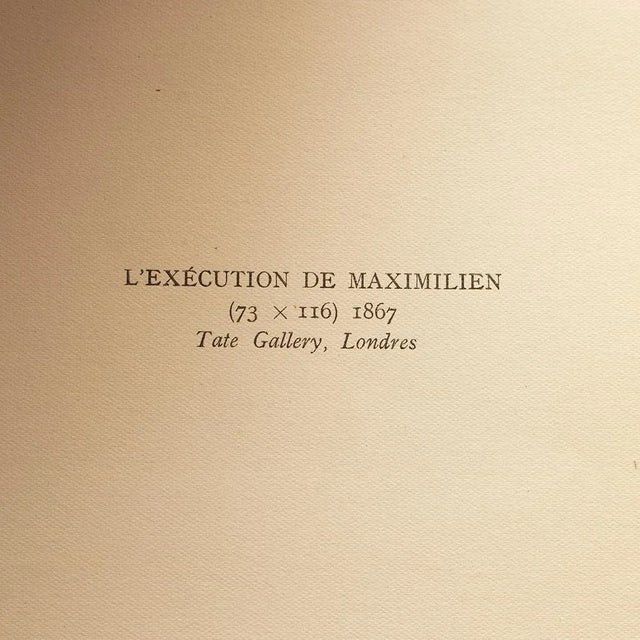 L'EXÉCUTION DE MAXIMILIEN
(73 × 116) 1867
Tate Gallery, Londres